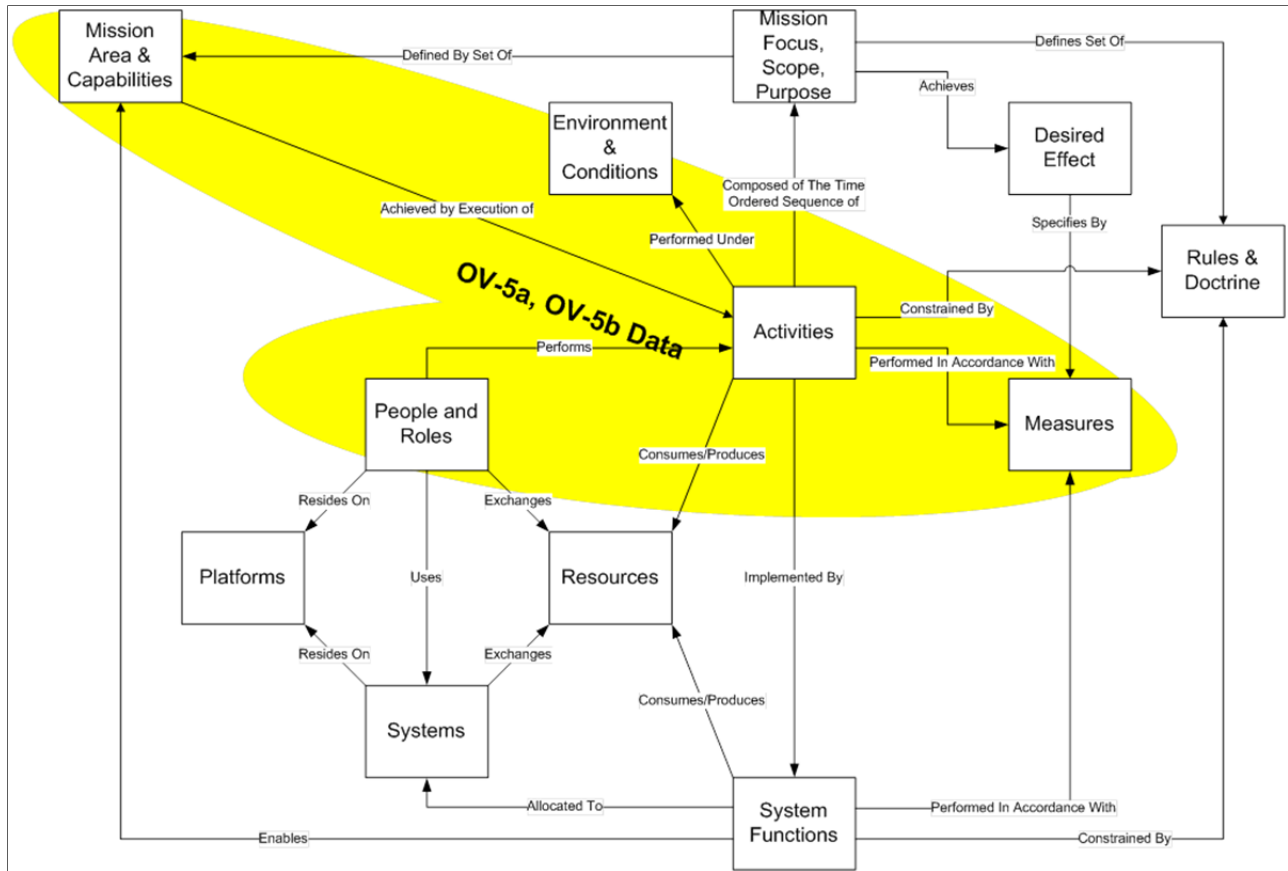 Mission
Area &
Capabilities
Defined By Set Of
Mission
Focus,
Scope,
Purpose
Defines Set Of
Achieves
Environment
&
Conditions
Desired
Effect
Composed of The Time
Ordered Sequence of
Achieved by Execution of
Performed Under
Specifies By
Rules &
Doctrine
OV-5a, OV-5b Data
Activities
Constrained By
Performs
Performed In Accordance With
People and
Roles
Measures
Consumes/Produces
Resides On
Exchanges
Platforms
Uses
Resources
Implemented By
Resides On
Exchanges
Systems
Consumes/Produces
Allocated To
System
Functions
Performed In Accordance With
Enables
Constrained By